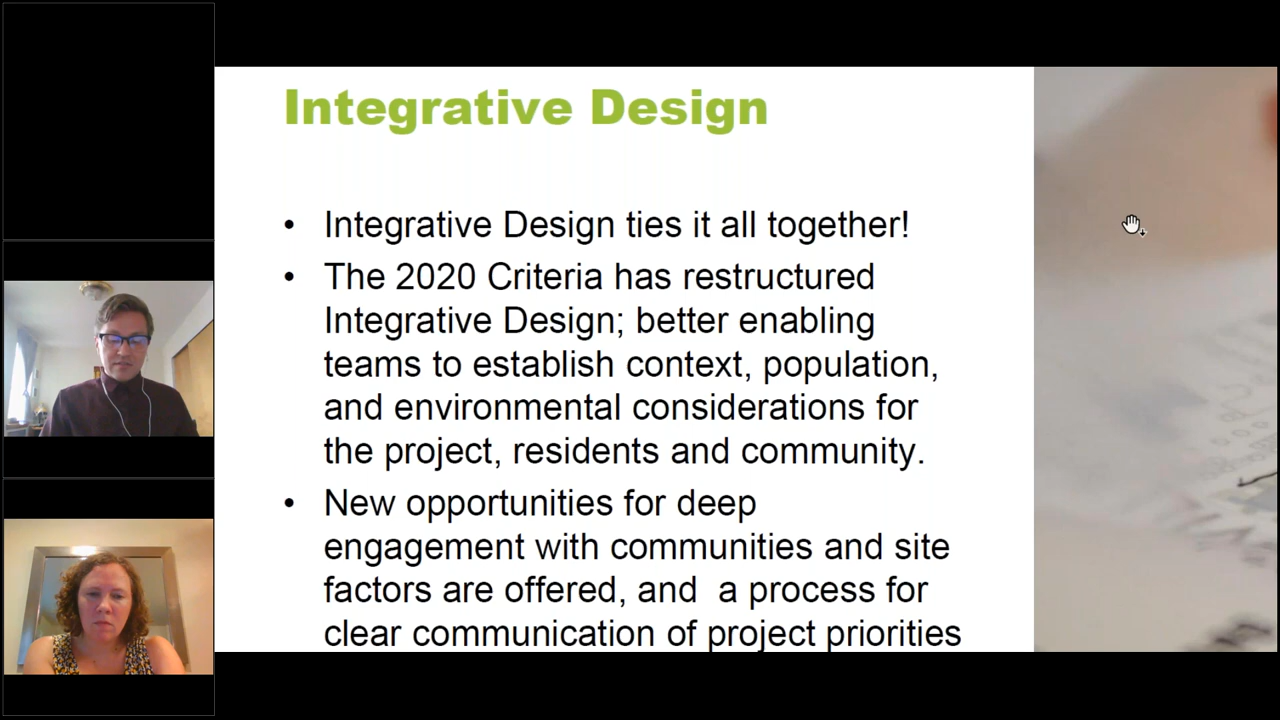 Integrative Design
• Integrative Design ties it all together!
• The 2020 Criteria has restructured
Integrative Design; better enabling
teams to establish context, population,
and environmental considerations for
the project, residents and community.
• New opportunities for deep
engagement with communities and site
factors are offered, and  a process for
clear communication of project priorities